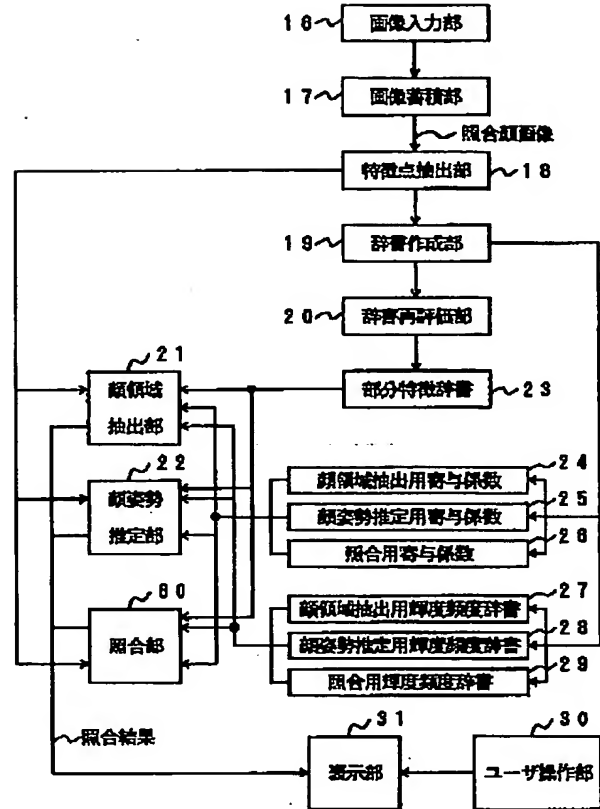 16 画像入力部
17 画像蓄積部
照合顔画像
特徴点抽出部 18
19 辞書作成部
20 辞書再評価部
21
顔領域
抽出部
部分特徴辞書 23
22
顔姿勢
推定部
24
顔領域抽出用寄与係数
25
顔姿勢推定用寄与係数
26
照合用寄与係数
80
照合部
27
顔領域抽出用輝度頻度辞書
28
顔姿勢推定用輝度頻度辞書
29
照合用輝度頻度辞書
照合結果
31
表示部
30
ユーザ操作部